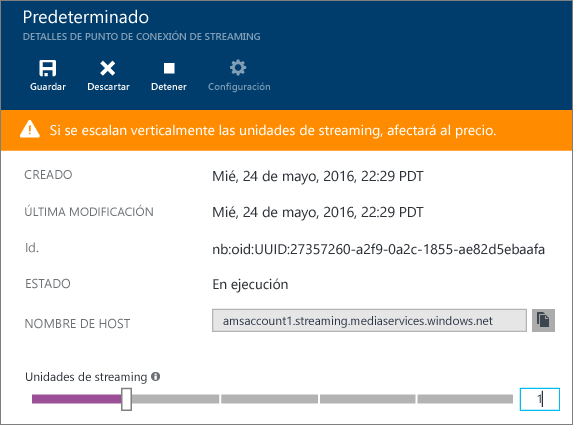 Predeterminado
DETALLES DE PUNTO DE CONEXIÓN DE STREAMING
Guardar Descartar Detener Configuración
Si se escalan verticalmente las unidades de streaming, afectará al precio.
CREADO Mié, 24 de mayo, 2016, 22:29 PDT
ÚLTIMA MODIFICACIÓN Mié, 24 de mayo, 2016, 22:29 PDT
Id. nb:oid:UUID:27357260-a2f9-0a2c-1855-ae82d5ebaafa
ESTADO En ejecución
NOMBRE DE HOST amsaccount1.streaming.mediaservices.windows.net
Unidades de streaming
1